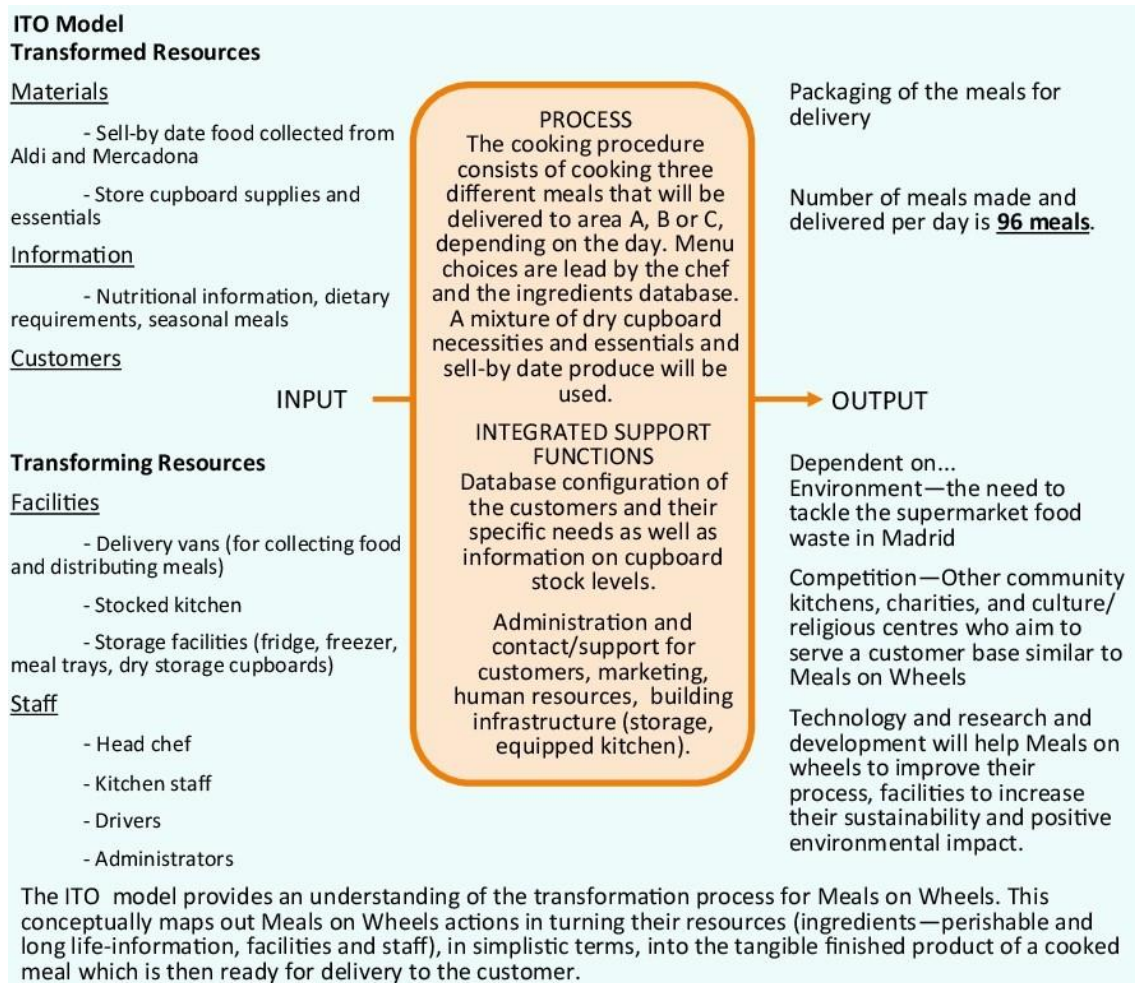 ITO Model
Transformed Resources
Materials
- Sell-by date food collected from
Aldi and Mercadona
- Store cupboard supplies and
essentials
Information
- Nutritional information, dietary
requirements, seasonal meals
Customers
INPUT
Transforming Resources
Facilities
- Delivery vans (for collecting food
and distributing meals)
- Stocked kitchen
- Storage facilities (fridge, freezer,
meal trays, dry storage cupboards)
Staff
- Head chef
- Kitchen staff
- Drivers
- Administrators
PROCESS
The cooking procedure
consists of cooking three
different meals that will be
delivered to area A, B or C,
depending on the day. Menu
choices are lead by the chef
and the ingredients database.
A mixture of dry cupboard
necessities and essentials and
sell-by date produce will be
used.
INTEGRATED SUPPORT
FUNCTIONS
Database configuration of
the customers and their
specific needs as well as
information on cupboard
stock levels.
Administration and
contact/support for
customers, marketing,
human resources, building
infrastructure (storage,
equipped kitchen).
Packaging of the meals for
delivery
Number of meals made and
delivered per day is 96 meals.
OUTPUT
Dependent on...
Environment—the need to
tackle the supermarket food
waste in Madrid
Competition—Other community
kitchens, charities, and culture/
religious centres who aim to
serve a customer base similar to
Meals on Wheels
Technology and research and
development will help Meals on
wheels to improve their
process, facilities to increase
their sustainability and positive
environmental impact.
The ITO model provides an understanding of the transformation process for Meals on Wheels. This
conceptually maps out Meals on Wheels actions in turning their resources (ingredients—perishable and
long life-information, facilities and staff), in simplistic terms, into the tangible finished product of a cooked
meal which is then ready for delivery to the customer.